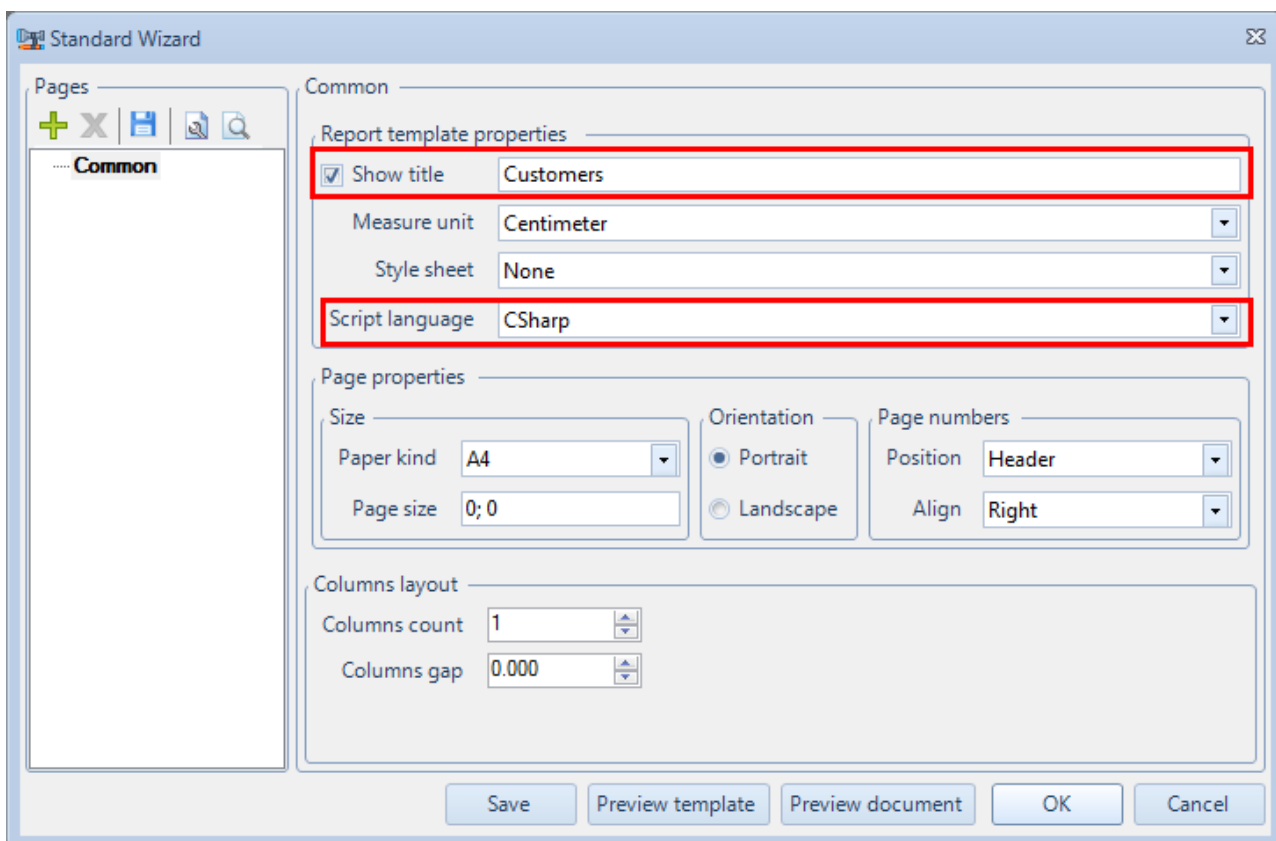 Standard Wizard
Pages
Common
Common
Report template properties
Show title Customers
Measure unit Centimeter
Style sheet None
Script language CSharp
Page properties
Size
Paper kind A4
Page size 0; 0
Orientation
Portrait
Landscape
Page numbers
Position Header
Align Right
Columns layout
Columns count 1
Columns gap 0.000
Save Preview template Preview document OK Cancel